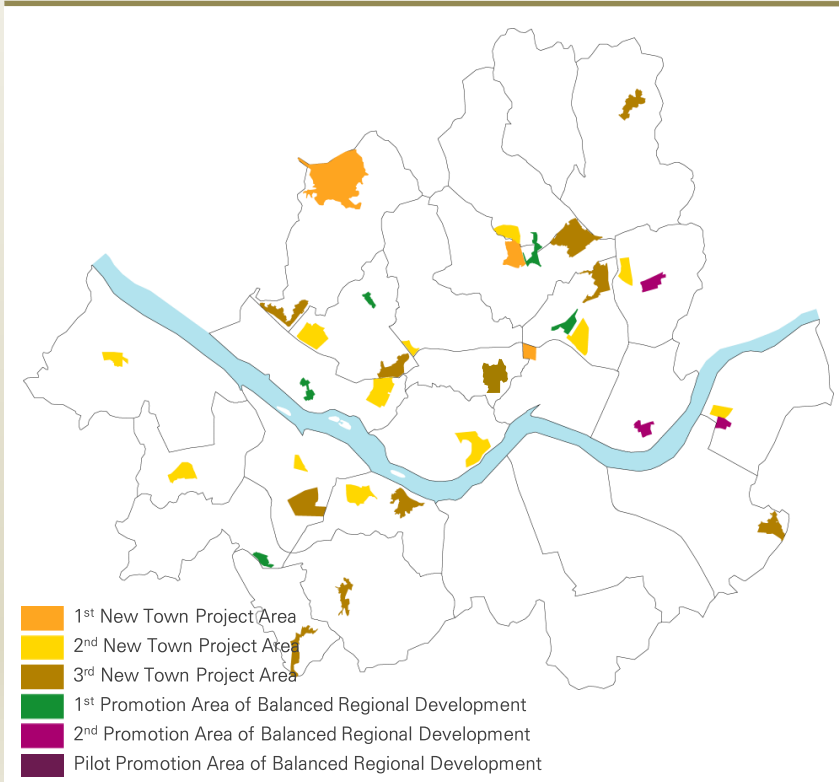 1st New Town Project Area
2nd New Town Project Area
3rd New Town Project Area
1st Promotion Area of Balanced Regional Development
2nd Promotion Area of Balanced Regional Development
Pilot Promotion Area of Balanced Regional Development